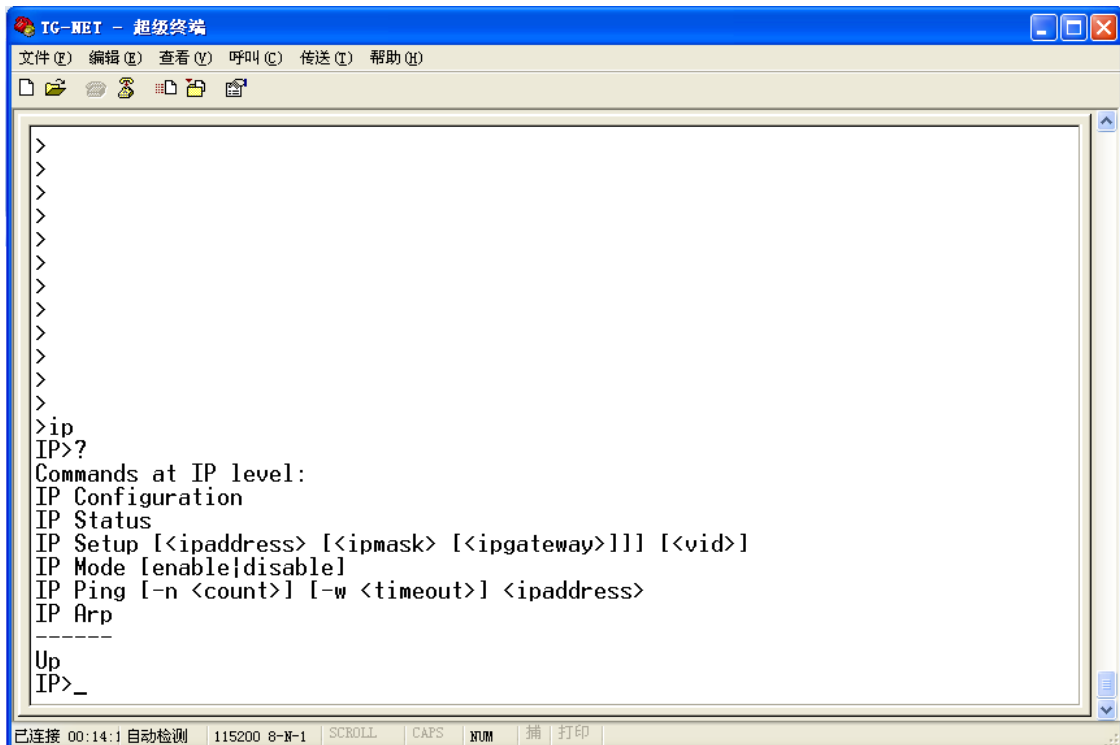 TG-NET - 超级终端
文件(F) 编辑(E) 查看(V) 呼叫(C) 传送(T) 帮助(H)
>
>
>
>
>
>
>
>
>
>
>
>
>ip
IP>?
Commands at IP level:
IP Configuration
IP Status
IP Setup [<ipaddress> [<ipmask> [<ipgateway>]]] [<vid>]
IP Mode [enable|disable]
IP Ping [-n <count>] [-w <timeout>] <ipaddress>
IP Arp
------
Up
IP>_
已连接 00:14:1 自动检测 115200 8-N-1 SCROLL CAPS NUM 捕 打印